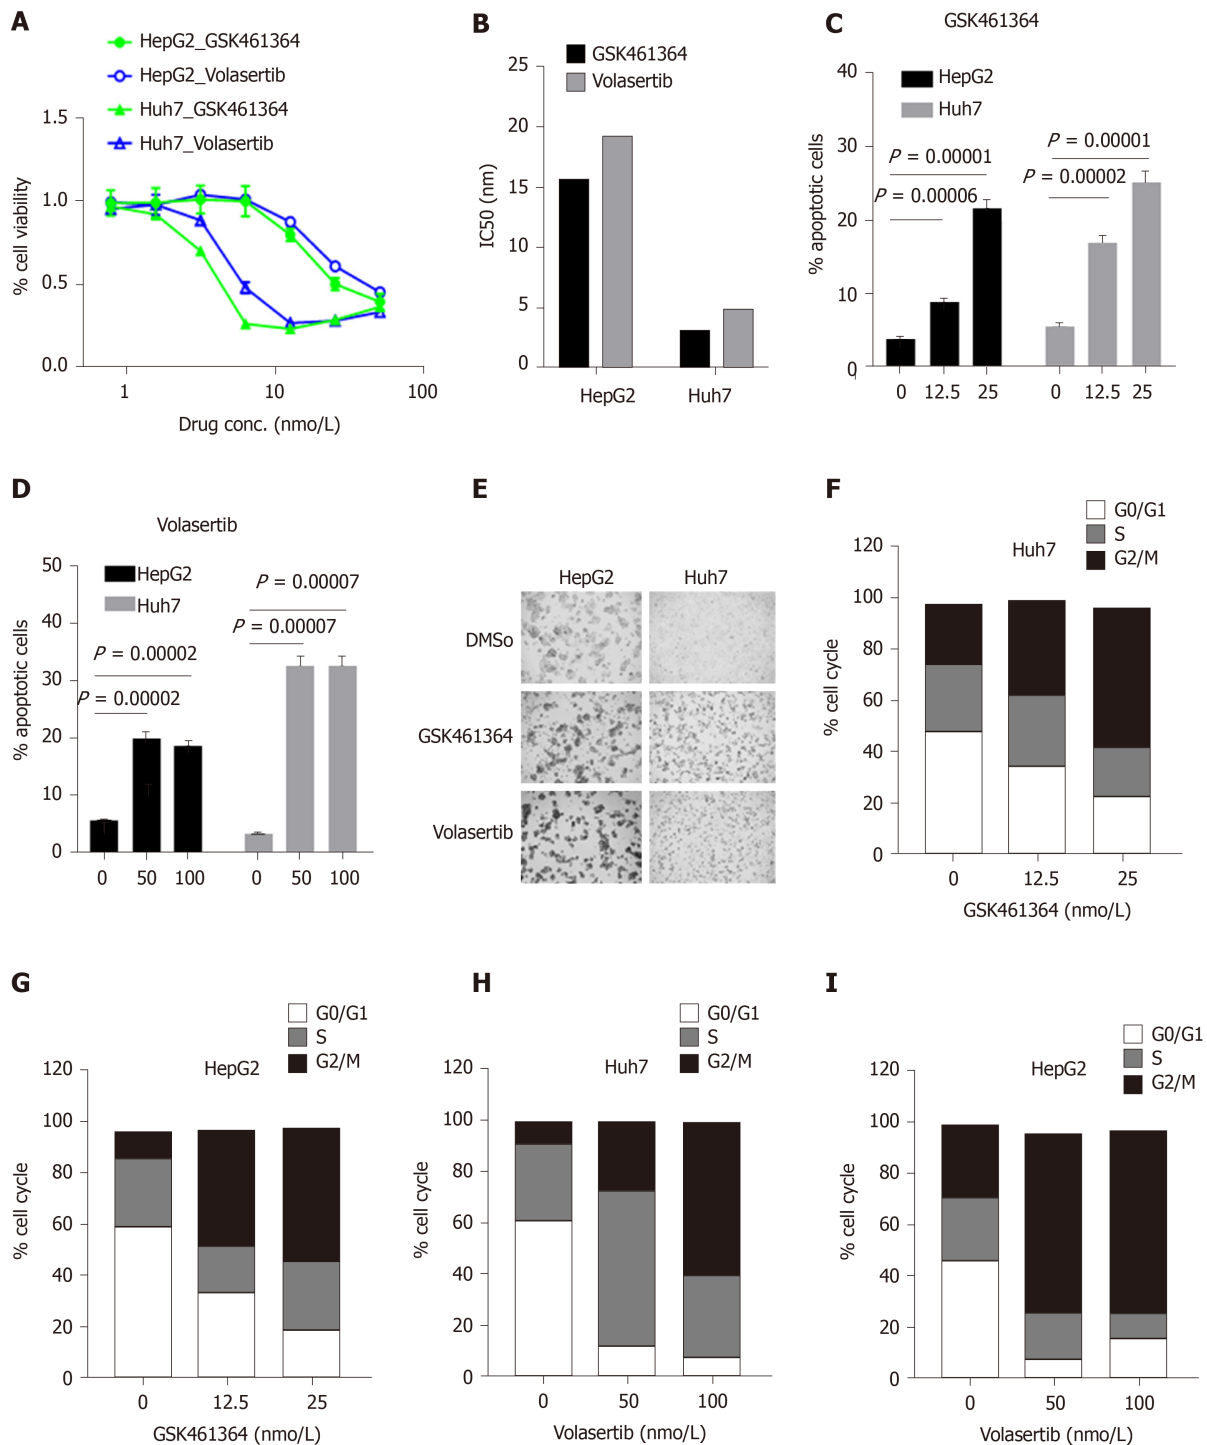 A
HepG2_GSK461364
HepG2_Volasertib
Huh7_GSK461364
Huh7_Volasertib
% cell viability
1.5
1.0
0.5
0.0
1
10
100
Drug conc. (nmo/L)
B
GSK461364
Volasertib
IC50 (nm)
25
20
15
10
5
0
HepG2
Huh7
C
GSK461364
HepG2
Huh7
% apoptotic cells
40
30
20
10
0
P = 0.00001
P = 0.00006
P = 0.00001
P = 0.00002
0
12.5
25
0
12.5
25
D
Volasertib
HepG2
Huh7
% apoptotic cells
50
40
30
20
10
0
P = 0.00002
P = 0.00002
P = 0.00007
P = 0.00007
0
50
100
0
50
100
E
HepG2
Huh7
DMSo
GSK461364
Volasertib
F
G0/G1
S
G2/M
Huh7
% cell cycle
120
100
80
60
40
20
0
0
12.5
25
GSK461364 (nmo/L)
G
G0/G1
S
G2/M
HepG2
% cell cycle
120
100
80
60
40
20
0
0
12.5
25
GSK461364 (nmo/L)
H
G0/G1
S
G2/M
Huh7
% cell cycle
120
100
80
60
40
20
0
0
50
100
Volasertib (nmo/L)
I
G0/G1
S
G2/M
HepG2
% cell cycle
120
100
80
60
40
20
0
0
50
100
Volasertib (nmo/L)